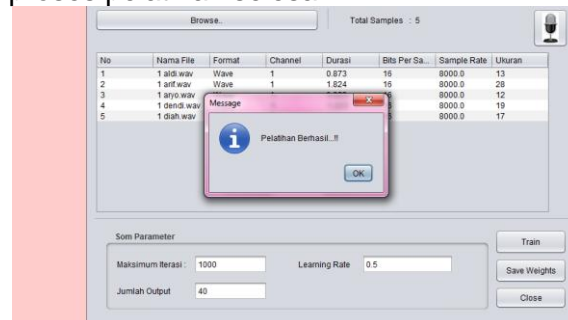 Browse..
Total Samples : 5
No Nama File Format Channel Durasi Bits Per Sa... Sample Rate Ukuran
1 1 aldi.wav Wave 1 0.873 16 8000.0 13
2 1 arif.wav Wave 1 1.824 16 8000.0 28
3 1 aryo.wav 8000.0 12
4 1 dendi.wav 8000.0 19
5 1 diah.wav 8000.0 17
Message
Pelatihan Berhasil...!!
OK
Som Parameter
Maksimum Iterasi : 1000
Learning Rate 0.5
Jumlah Output 40
Train
Save Weights
Close